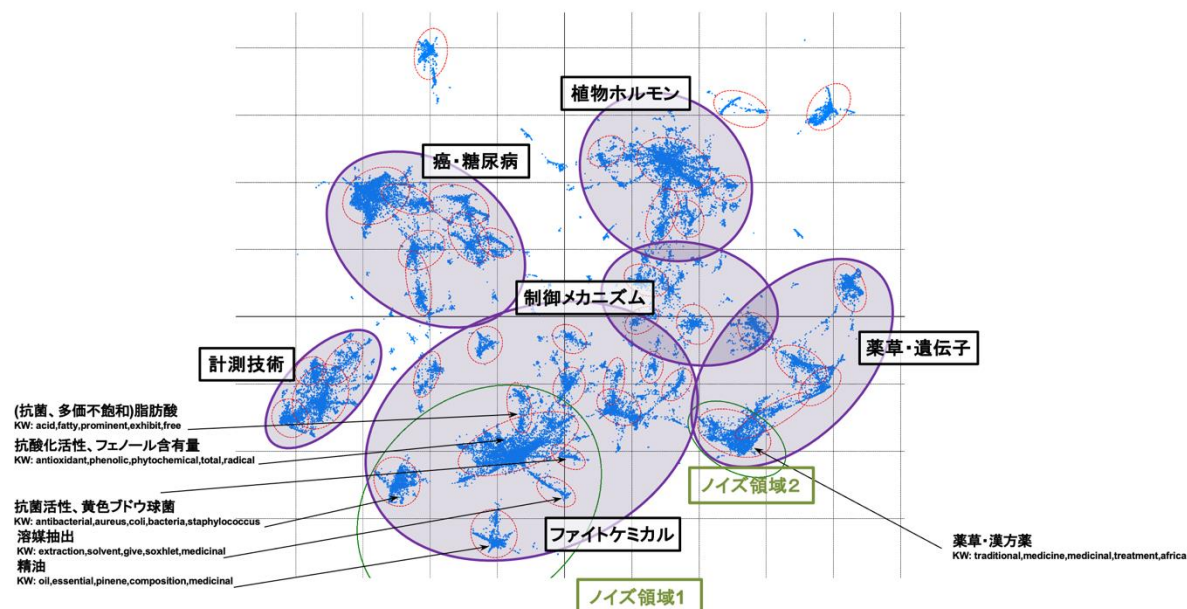 植物ホルモン
癌・糖尿病
制御メカニズム
計測技術
薬草・遺伝子
(抗菌、多価不飽和)脂肪酸
KW: acid,fatty,prominent,exhibit,free
抗酸化活性、フェノール含有量
KW: antioxidant,phenolic,phytochemical,total,radical
ノイズ領域2
抗菌活性、黄色ブドウ球菌
KW: antibacterial,aureus,coli,bacteria,staphylococcus
溶媒抽出
KW: extraction,solvent,give,soxhlet,medicinal
ファイトケミカル
薬草・漢方薬
KW: traditional,medicine,medicinal,treatment,africa
精油
KW: oil,essential,pinene,composition,medicinal
ノイズ領域1